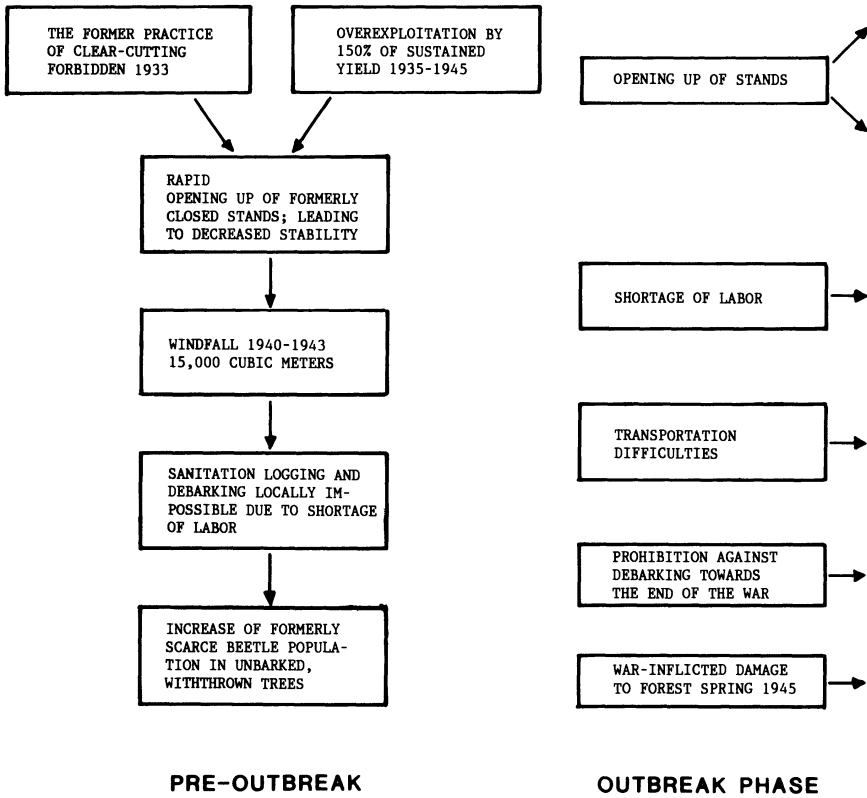 THE FORMER PRACTICE
OF CLEAR-CUTTING
FORBIDDEN 1933
OVEREXPLOITATION BY
150% OF SUSTAINED
YIELD 1935-1945
RAPID
OPENING UP OF FORMERLY
CLOSED STANDS; LEADING
TO DECREASED STABILITY
WINDFALL 1940-1943
15,000 CUBIC METERS
SANITATION LOGGING AND
DEBARKING LOCALLY IM-
POSSIBLE DUE TO SHORTAGE
OF LABOR
INCREASE OF FORMERLY
SCARCE BEETLE POPULA-
TION IN UNBARKED,
WITHTHROWN TREES
PRE-OUTBREAK
OPENING UP OF STANDS
SHORTAGE OF LABOR
TRANSPORTATION
DIFFICULTIES
PROHIBITION AGAINST
DEBARKING TOWARDS
THE END OF THE WAR
WAR-INFLICTED DAMAGE
TO FOREST SPRING 1945
OUTBREAK PHASE